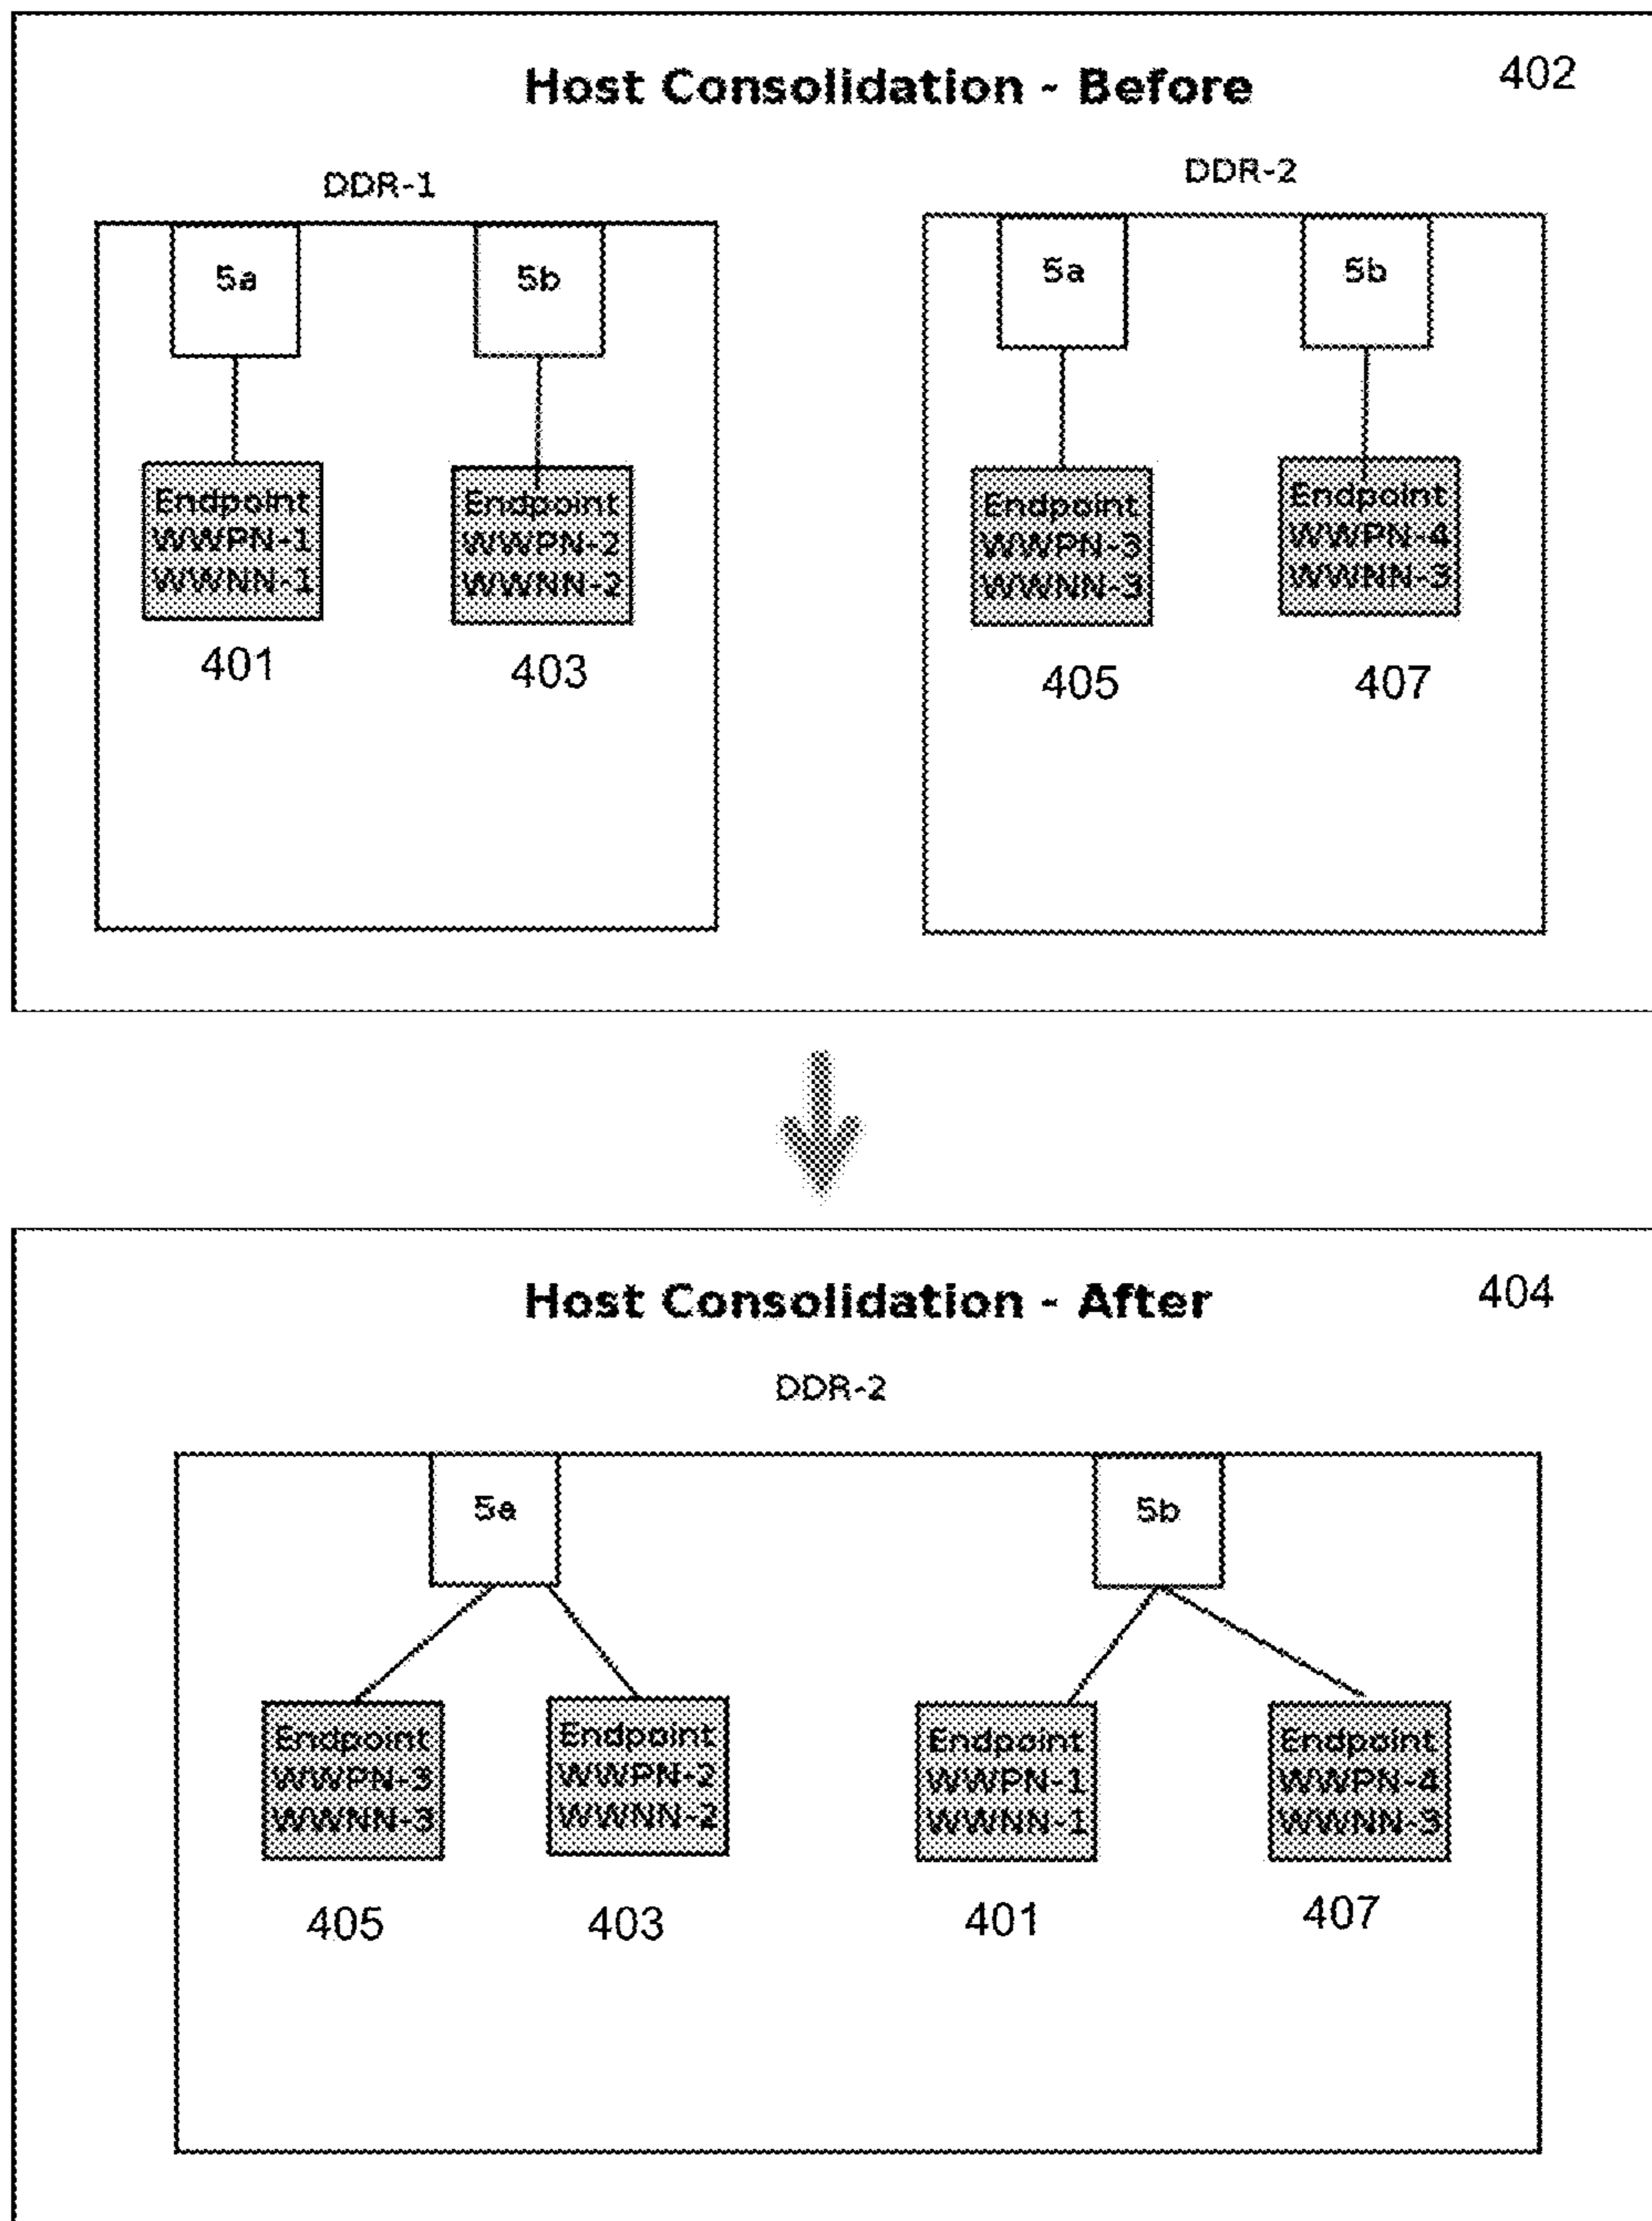 Host Consolidation - Before
402
DDR-1
DDR-2
5a
5b
5a
5b
Endpoint
WWPN-1
WWNN-1
Endpoint
WWPN-2
WWNN-2
Endpoint
WWPN-3
WWNN-3
Endpoint
WWPN-4
WWNN-3
401
403
405
407
Host Consolidation - After
404
DDR-2
5a
5b
Endpoint
WWPN-3
WWNN-3
Endpoint
WWPN-2
WWNN-2
Endpoint
WWPN-1
WWNN-1
Endpoint
WWPN-4
WWNN-3
405
403
401
407